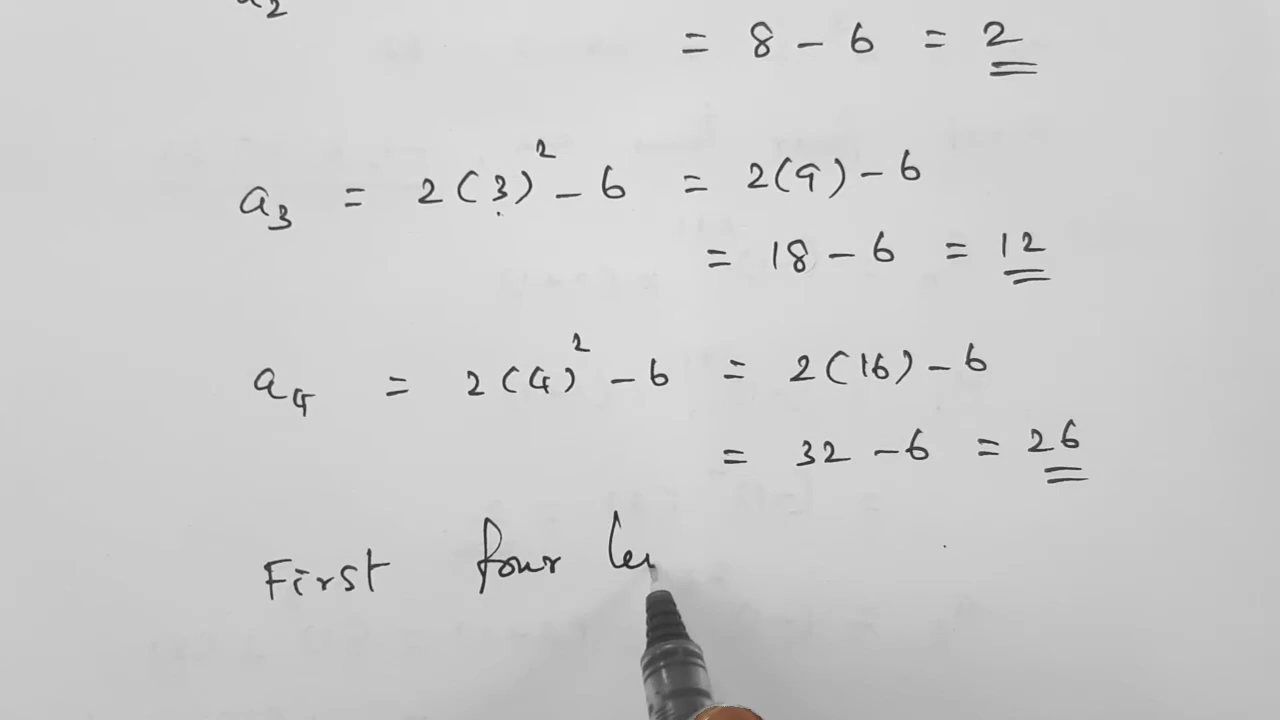 a₂
= 8 - 6 = 2
a₃ = 2(3)² - 6 = 2(9) - 6
= 18 - 6 = 12
a₄ = 2(4)² - 6 = 2(16) - 6
= 32 - 6 = 26
First four